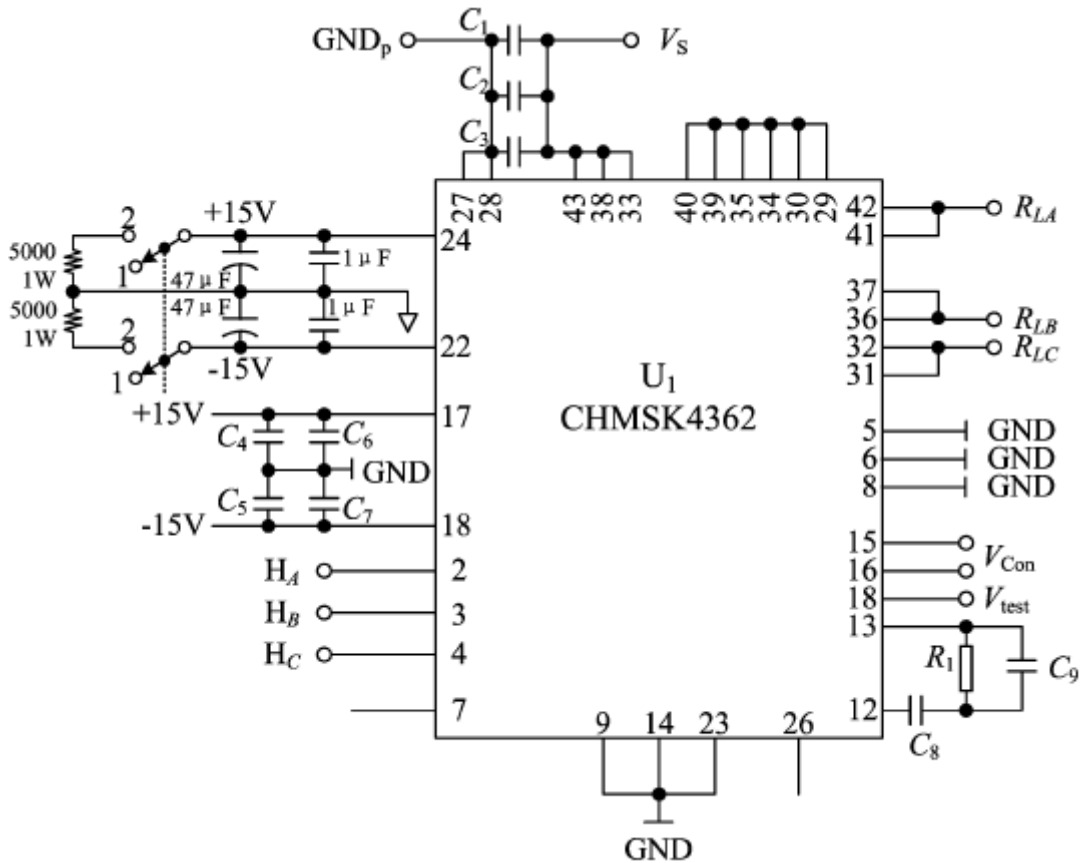 C1
GNDp
VS
C2
C3
27 28 43 38 33 40 39 35 34 30 29
2 +15V 24 42 RLA
5000 1μF 41
1W 1 47μF 37
5000 47μF 1μF 36 RLB
1W 2 22 32 RLC
1 -15V 31
U1
CHMSK4362
+15V 17
C4 C6 5 GND
GND 6 GND
C5 C7 8 GND
-15V 18
15
HA 2 VCon
16
HB 3 18 Vtest
13
HC 4 R1 C9
7 12
9 14 23 26 C8
GND